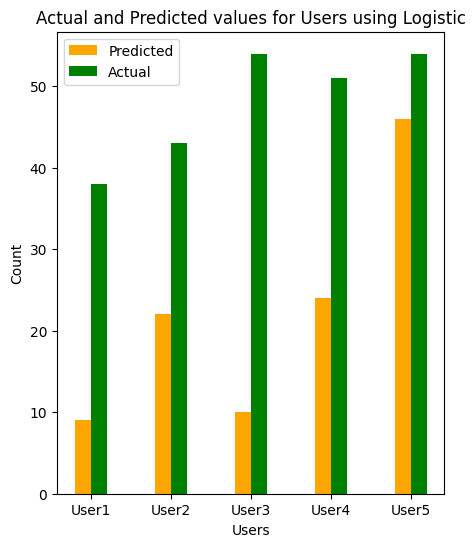 Actual and Predicted values for Users using Logistic
Predicted
Actual
50
40
30
20
10
0
Count
User1 User2 User3 User4 User5
Users